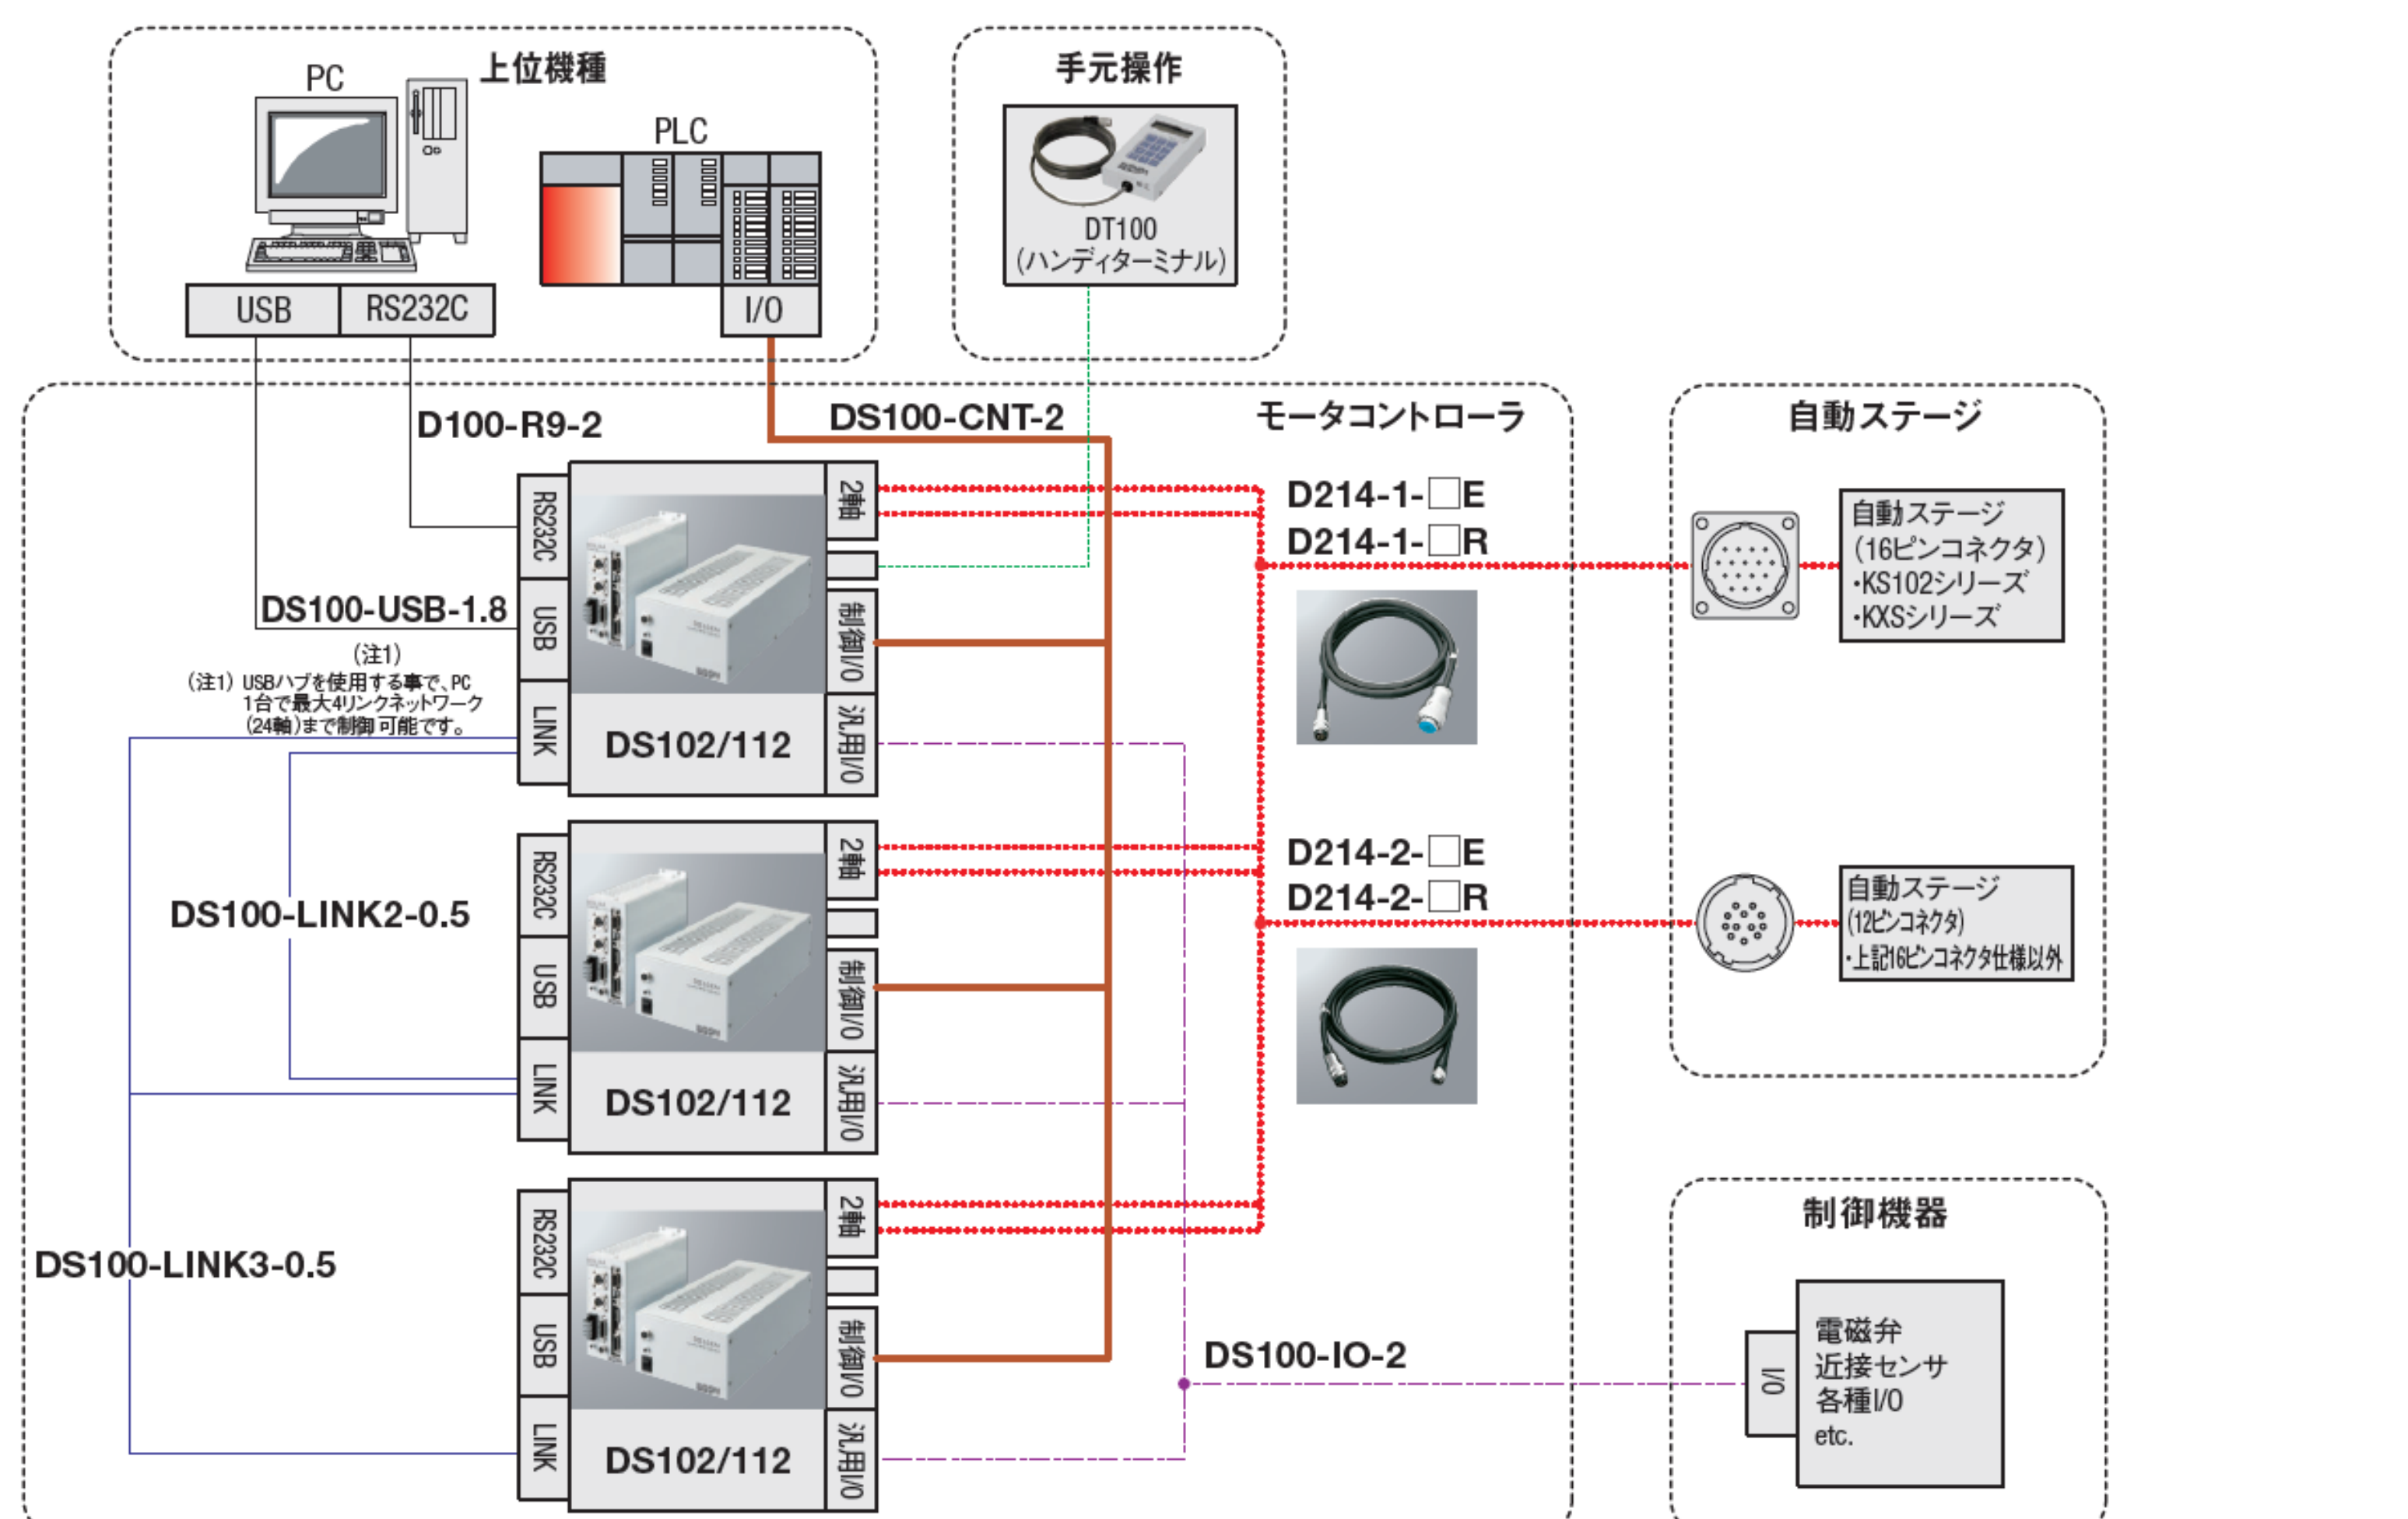 上位機種
PC
PLC
USB
RS232C
I/O
手元操作
DT100
(ハンディターミナル)
D100-R9-2
DS100-CNT-2
モータコントローラ
DS100-USB-1.8
(注1)
(注1) USBハブを使用する事で、PC
1台で最大4リンクネットワーク
(24軸)まで制御可能です。
RS232C
USB
LINK
2軸
制御I/O
汎用I/O
DS102/112
D214-1-□E
D214-1-□R
DS100-LINK2-0.5
RS232C
USB
LINK
2軸
制御I/O
汎用I/O
DS102/112
D214-2-□E
D214-2-□R
DS100-LINK3-0.5
RS232C
USB
LINK
2軸
制御I/O
汎用I/O
DS102/112
DS100-IO-2
自動ステージ
自動ステージ
(16ピンコネクタ)
・KS102シリーズ
・KXSシリーズ
自動ステージ
(12ピンコネクタ)
・上記16ピンコネクタ仕様以外
制御機器
I/O
電磁弁
近接センサ
各種I/O
etc.